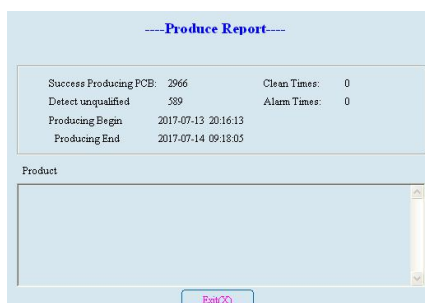 ----Produce Report----
Success Producing PCB: 2966 Clean Times: 0
Detect unqualified 589 Alarm Times: 0
Producing Begin 2017-07-13 20:16:13
Producing End 2017-07-14 09:18:05
Product
Exit(X)